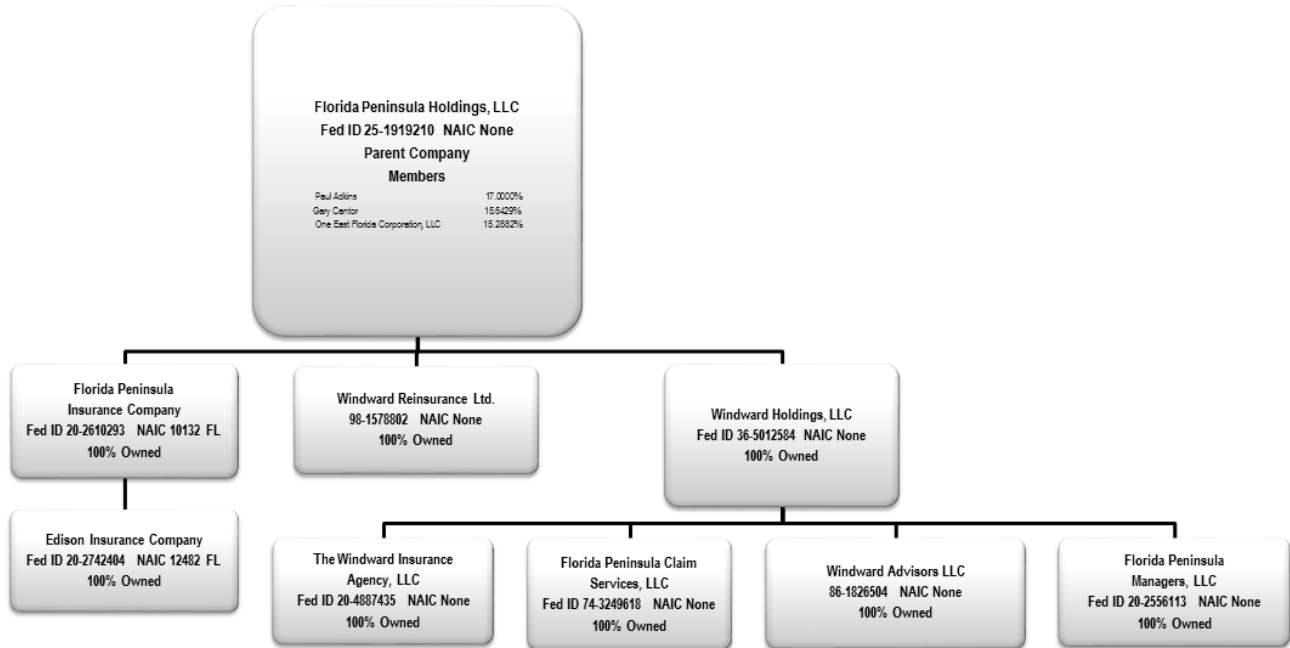 Florida Peninsula Holdings, LLC
Fed ID 25-1919210 NAIC None
Parent Company
Members
Paul Adkins 17.0000%
Gary Cantor 15.6429%
One East Florida Corporation, LLC 15.2882%
Florida Peninsula
Insurance Company
Fed ID 20-2610293 NAIC 10132 FL
100% Owned
Windward Reinsurance Ltd.
98-1578802 NAIC None
100% Owned
Windward Holdings, LLC
Fed ID 36-5012584 NAIC None
100% Owned
Edison Insurance Company
Fed ID 20-2742404 NAIC 12482 FL
100% Owned
The Windward Insurance
Agency, LLC
Fed ID 20-4887435 NAIC None
100% Owned
Florida Peninsula Claim
Services, LLC
Fed ID 74-3249618 NAIC None
100% Owned
Windward Advisors LLC
86-1826504 NAIC None
100% Owned
Florida Peninsula
Managers, LLC
Fed ID 20-2556113 NAIC None
100% Owned